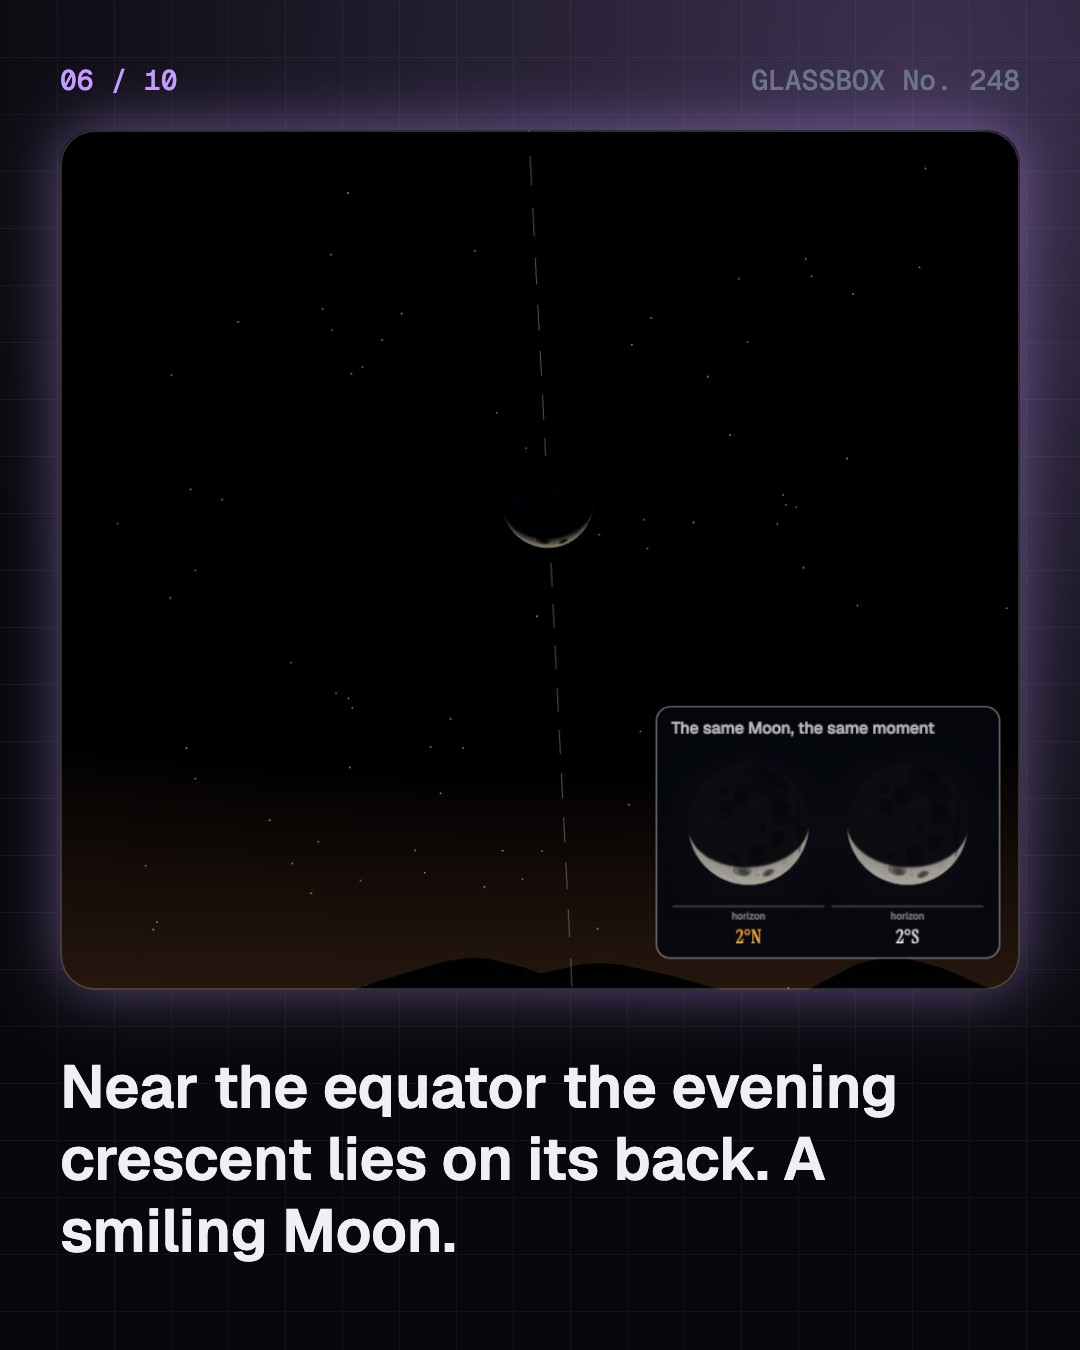 06 / 10
GLASSBOX No. 248
The same Moon, the same moment
horizon
horizon
2°N
2°S
Near the equator the evening
crescent lies on its back. A
smiling Moon.